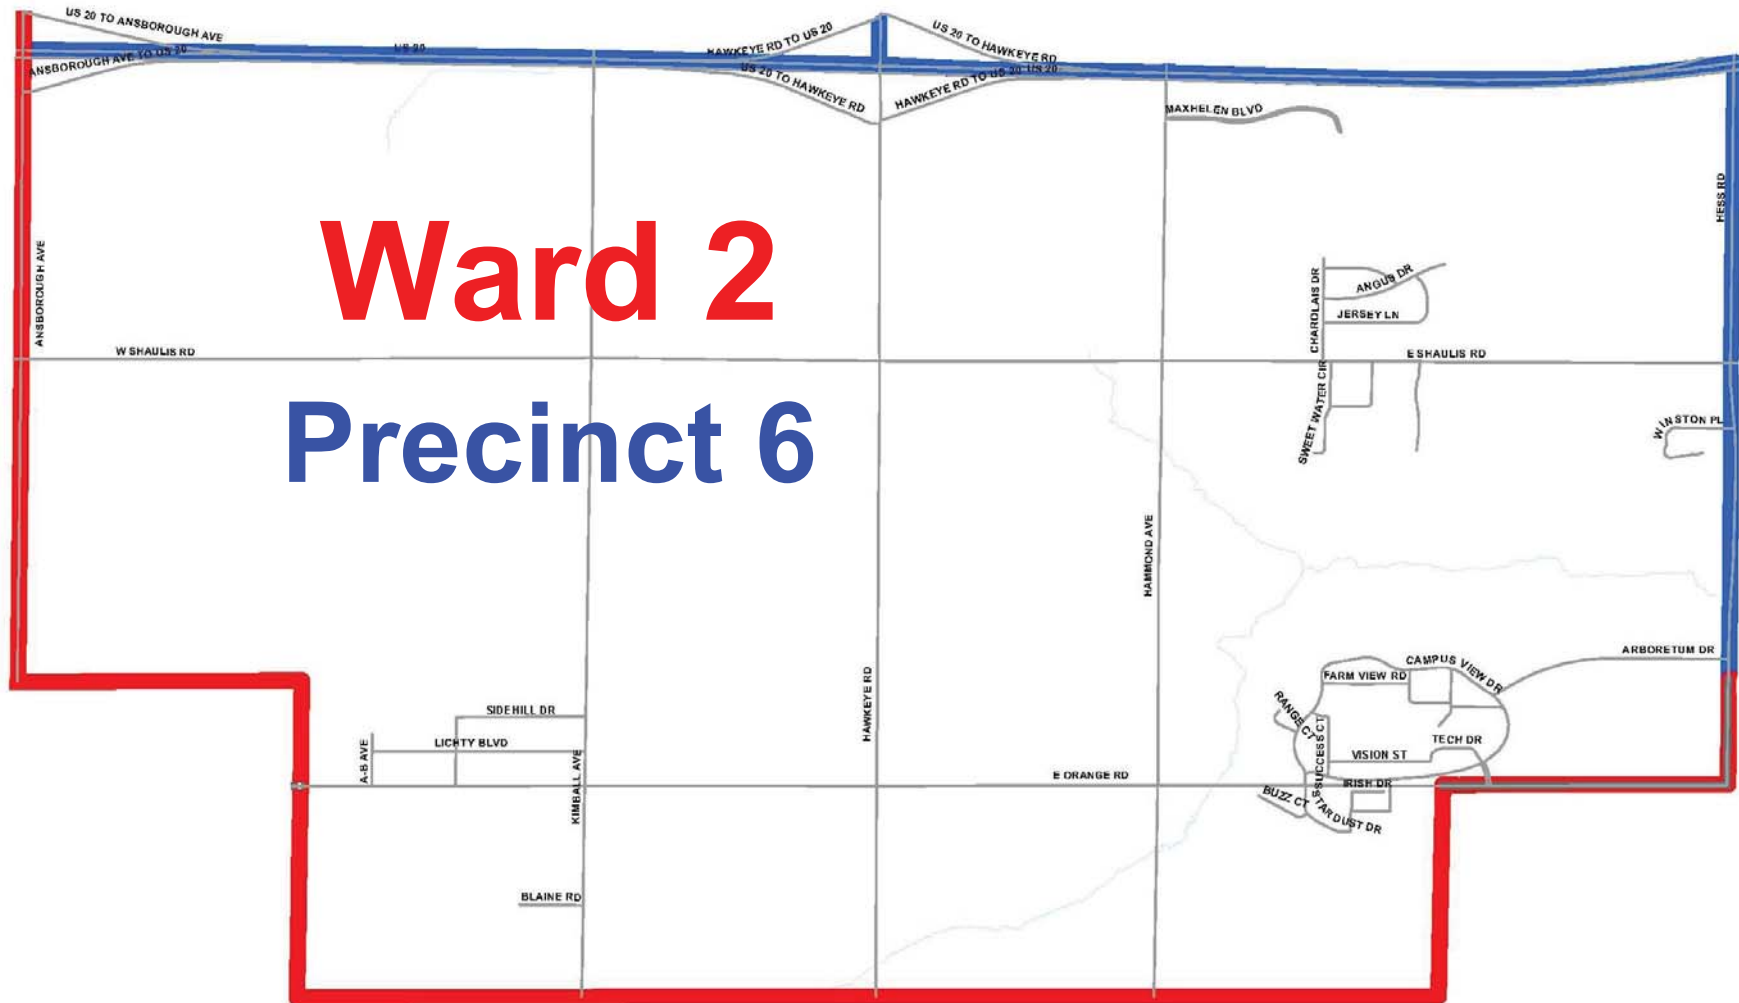 US 20 TO ANSBOROUGH AVE
US 20
HAWKEYE RD TO US 20
US 20 TO HAWKEYE RD
ANSBOROUGH AVE TO US 20
US 20 TO HAWKEYE RD
HAWKEYE RD TO US 20
US 20
MAXHELEN BLVD
HESS RD
Ward 2
ANSBOROUGH AVE
CHAROLAIS DR
ANGUS DR
JERSEY LN
W SHAULIS RD
E SHAULIS RD
Precinct 6
SWEET WATER CIR
WINSTON PL
HAMMOND AVE
ARBORETUM DR
CAMPUS VIEW DR
FARM VIEW RD
HAWKEYE RD
RANGE CT
SIDEHILL DR
LICHTY BLVD
A-B AVE
KIMBALL AVE
SUCCESS CT
TECH DR
VISION ST
E ORANGE RD
IRISH DR
BUZZ CT
STARDUST DR
BLAINE RD